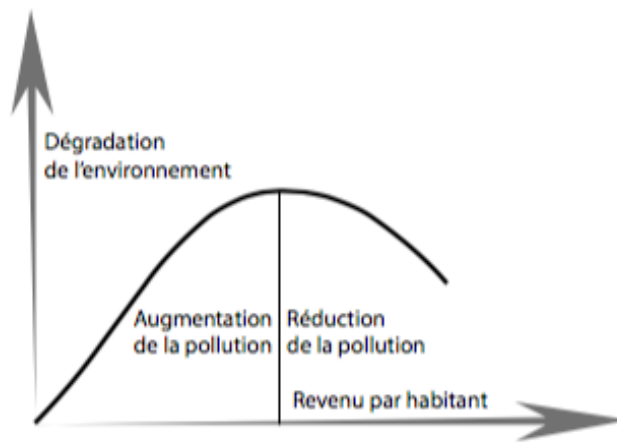 Dégradation
de l'environnement
Augmentation
de la pollution
Réduction
de la pollution
Revenu par habitant